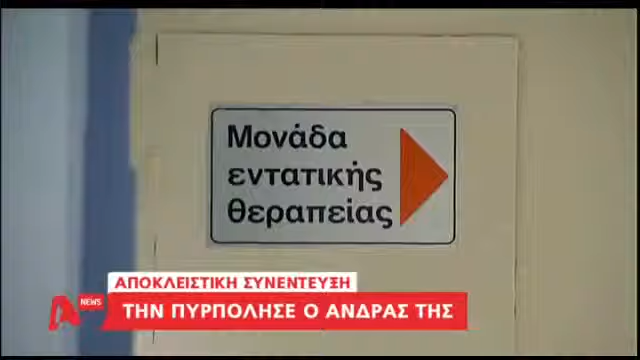 Μονάδα
εντατικής
θεραπείας
ΑΠΟΚΛΕΙΣΤΙΚΗ ΣΥΝΕΝΤΕΥΞΗ
A NEWS
ΤΗΝ ΠΥΡΠΟΛΗΣΕ Ο ΑΝΔΡΑΣ ΤΗΣ